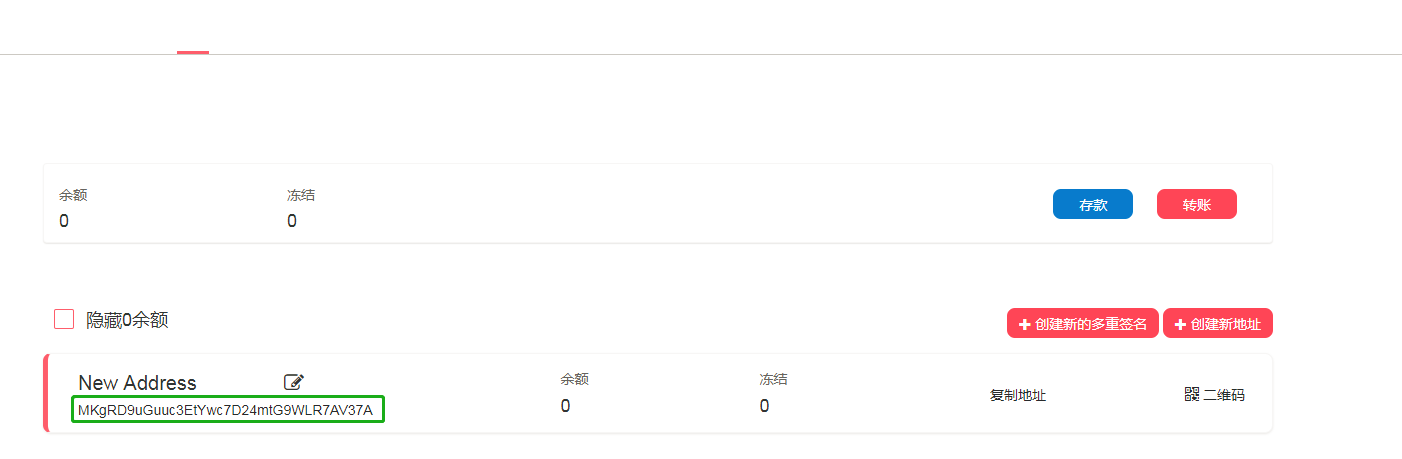 余额 冻结 存款 转账
0 0
隐藏0余额 创建新的多重签名 创建新地址
New Address 余额 冻结 复制地址 二维码
MKgRD9uGuuc3EtYwc7D24mtG9WLR7AV37A 0 0